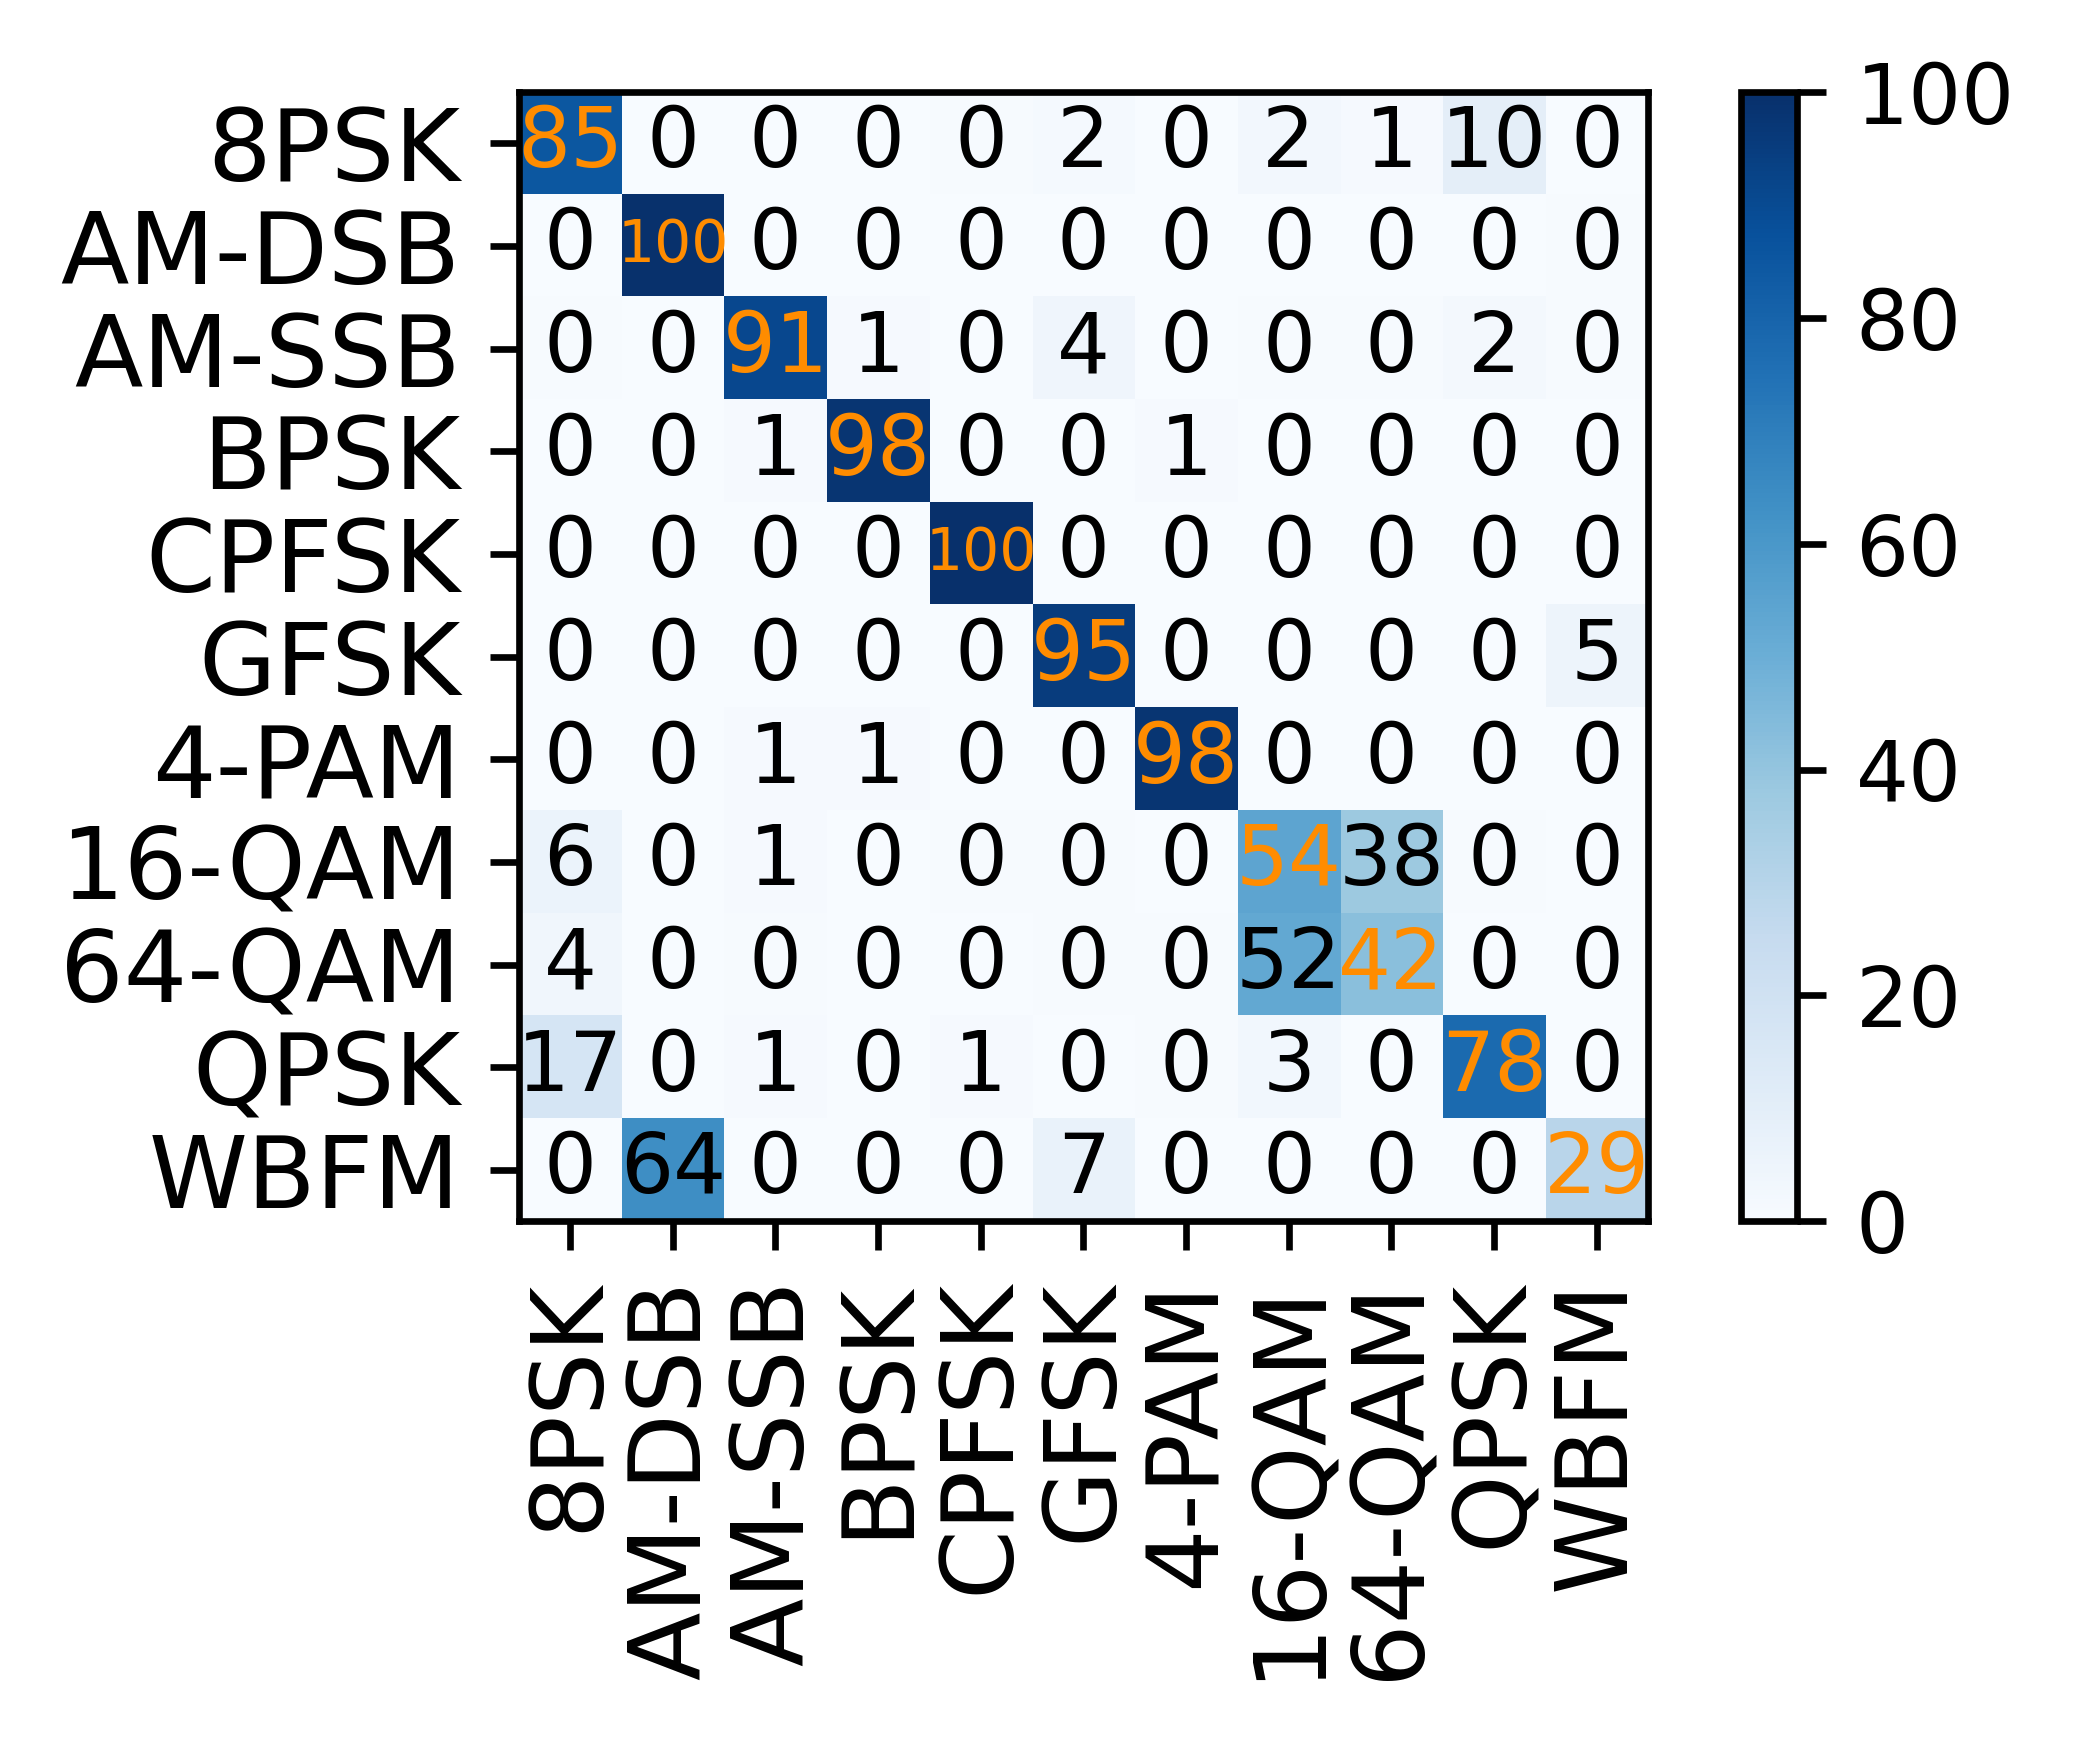 8PSK 85 0 0 0 0 2 0 2 1 10 0
AM-DSB 0 100 0 0 0 0 0 0 0 0 0
AM-SSB 0 0 91 1 0 4 0 0 0 2 0
BPSK 0 0 1 98 0 0 1 0 0 0 0
CPFSK 0 0 0 0 100 0 0 0 0 0 0
GFSK 0 0 0 0 0 95 0 0 0 0 5
4-PAM 0 0 1 1 0 0 98 0 0 0 0
16-QAM 6 0 1 0 0 0 0 54 38 0 0
64-QAM 4 0 0 0 0 0 0 52 42 0 0
QPSK 17 0 1 0 1 0 0 3 0 78 0
WBFM 0 64 0 0 0 7 0 0 0 0 29
8PSK
AM-DSB
AM-SSB
BPSK
CPFSK
GFSK
4-PAM
16-QAM
64-QAM
QPSK
WBFM
100
80
60
40
20
0